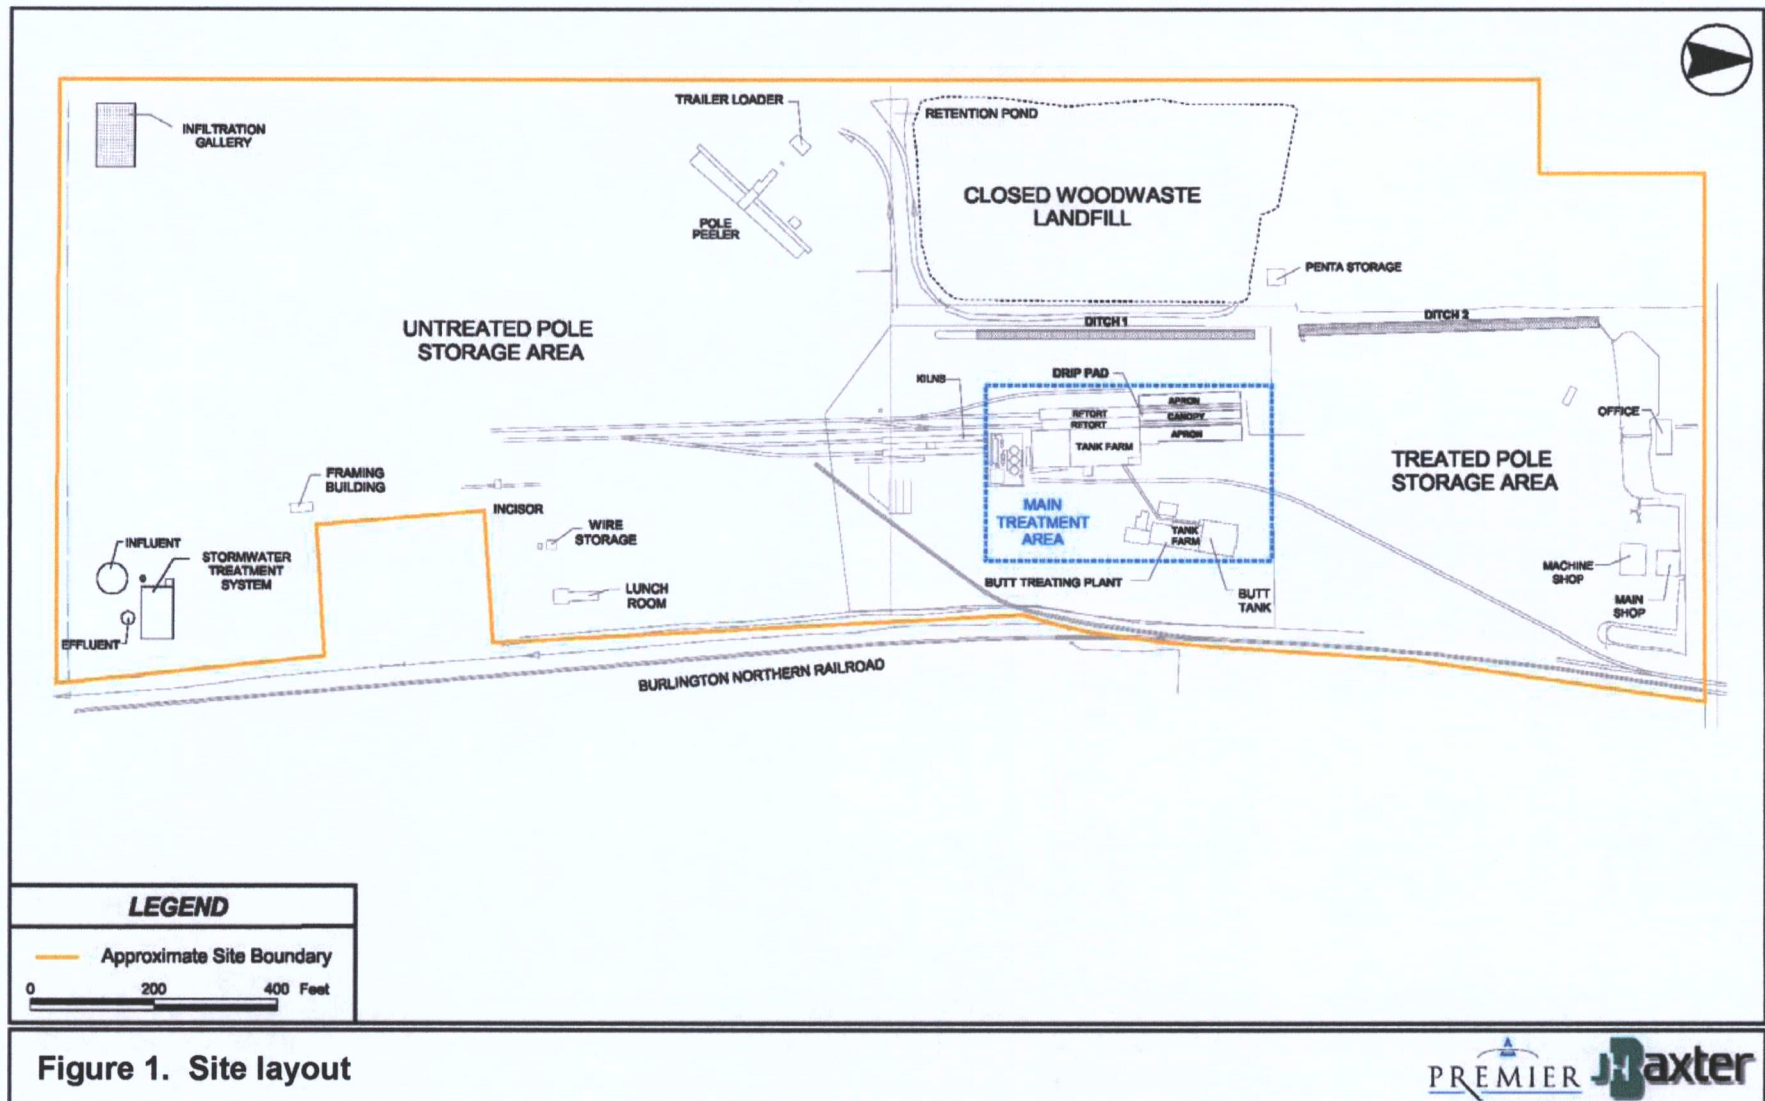 TRAILER LOADER
RETENTION POND
INFILTRATION
GALLERY
CLOSED WOODWASTE
LANDFILL
POLE
PEELER
PENTA STORAGE
UNTREATED POLE
STORAGE AREA
DITCH 1
DITCH 2
KILNS
DRIP PAD
APRON
RETORT
CANOPY
RETORT
APRON
TANK FARM
OFFICE
TREATED POLE
STORAGE AREA
FRAMING
BUILDING
INCISOR
WIRE
STORAGE
MAIN
TREATMENT
AREA
TANK
FARM
INFLUENT
STORMWATER
TREATMENT
SYSTEM
LUNCH
ROOM
BUTT TREATING PLANT
BUTT
TANK
MACHINE
SHOP
MAIN
SHOP
EFFLUENT
BURLINGTON NORTHERN RAILROAD
LEGEND
Approximate Site Boundary
0 200 400 Feet
Figure 1. Site layout
PREMIER
JHBaxter